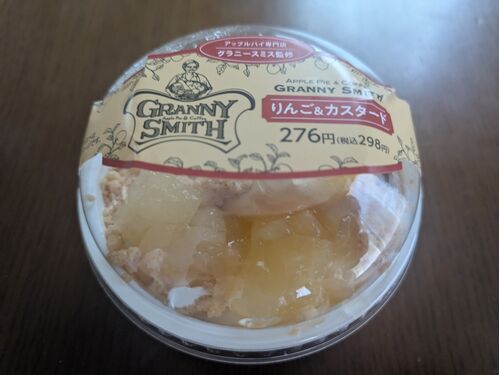 アップルパイ専門店
グラニースミス監修
APPLE PIE & COFFEE
GRANNY SMITH
GRANNY
Apple Pie & Coffee
SMITH
りんご&カスタード
276円(税込298円)